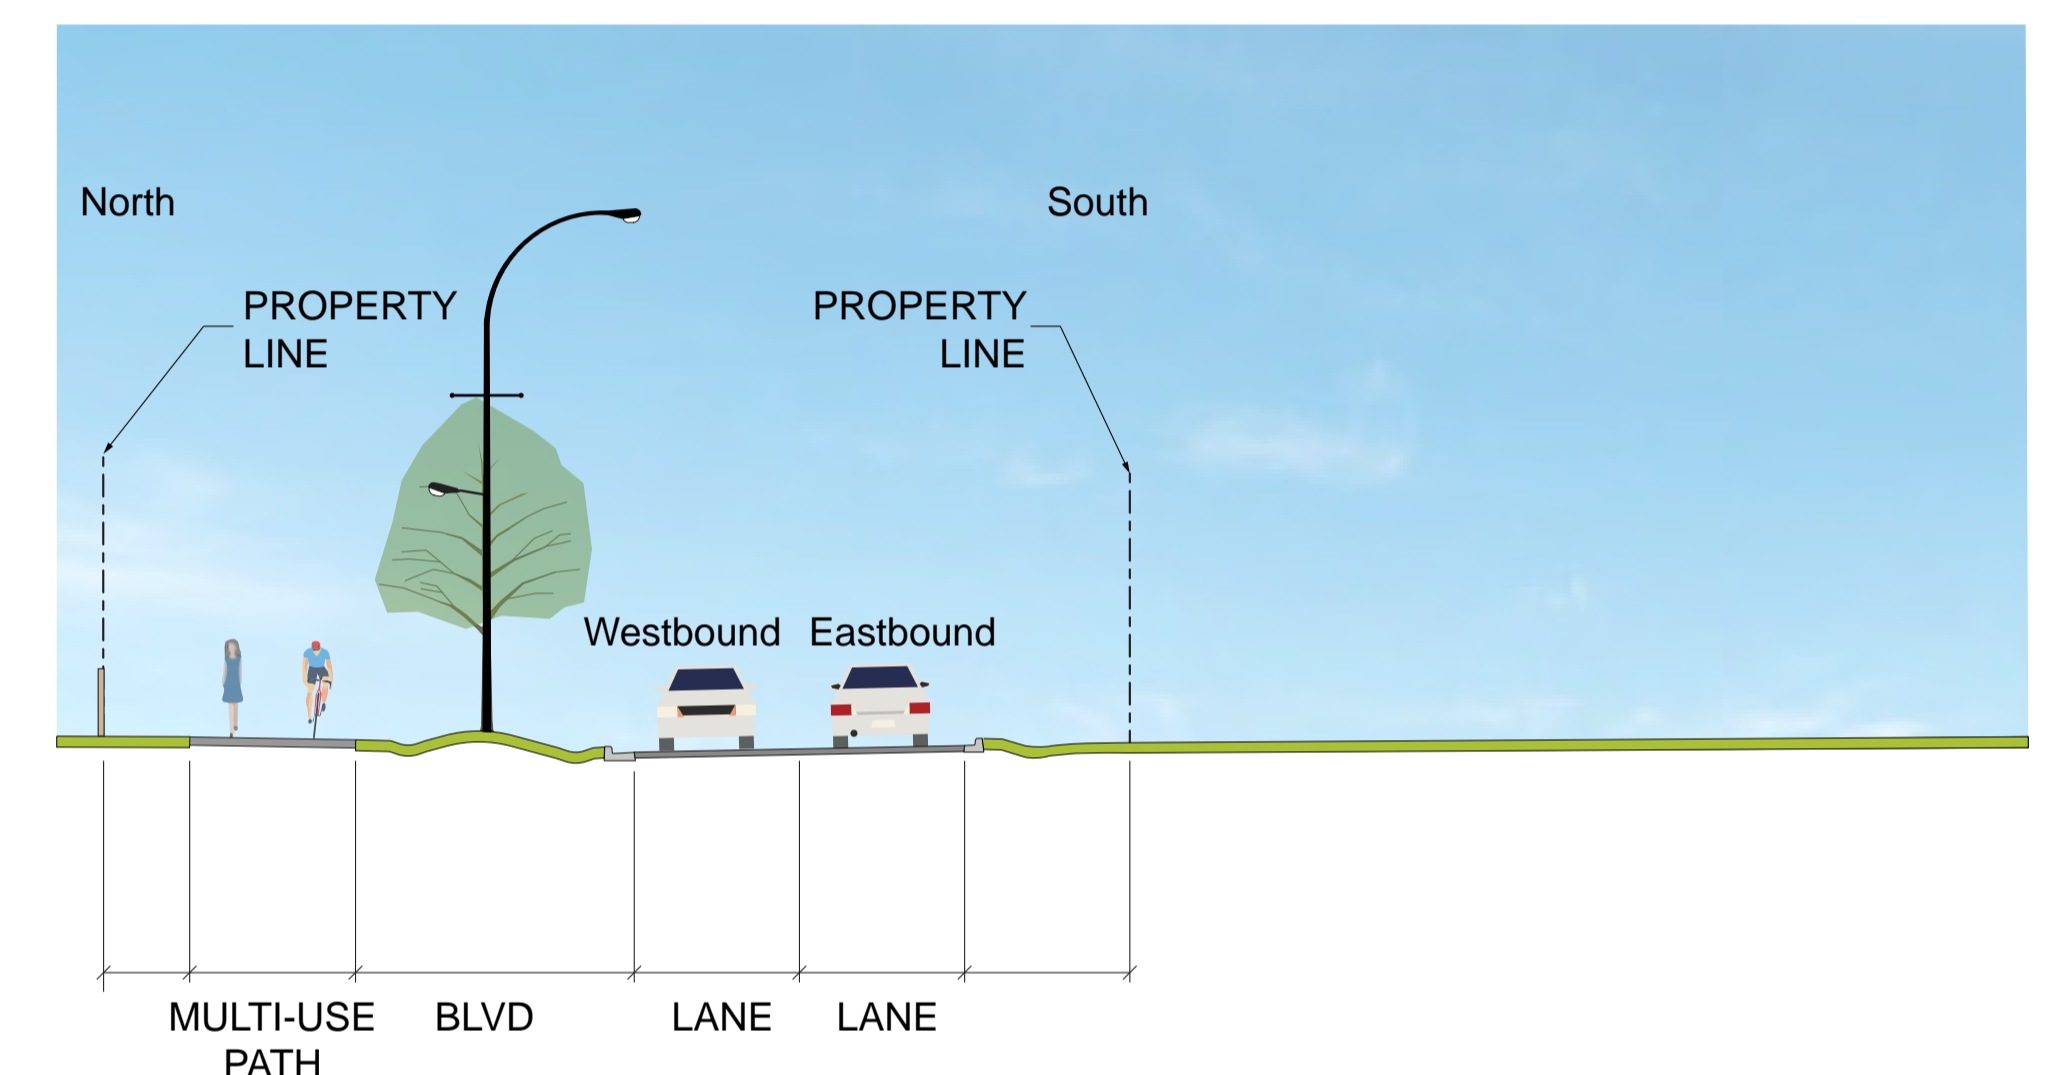 North
South
PROPERTY
LINE
PROPERTY
LINE
Westbound
Eastbound
MULTI-USE
PATH
BLVD
LANE
LANE